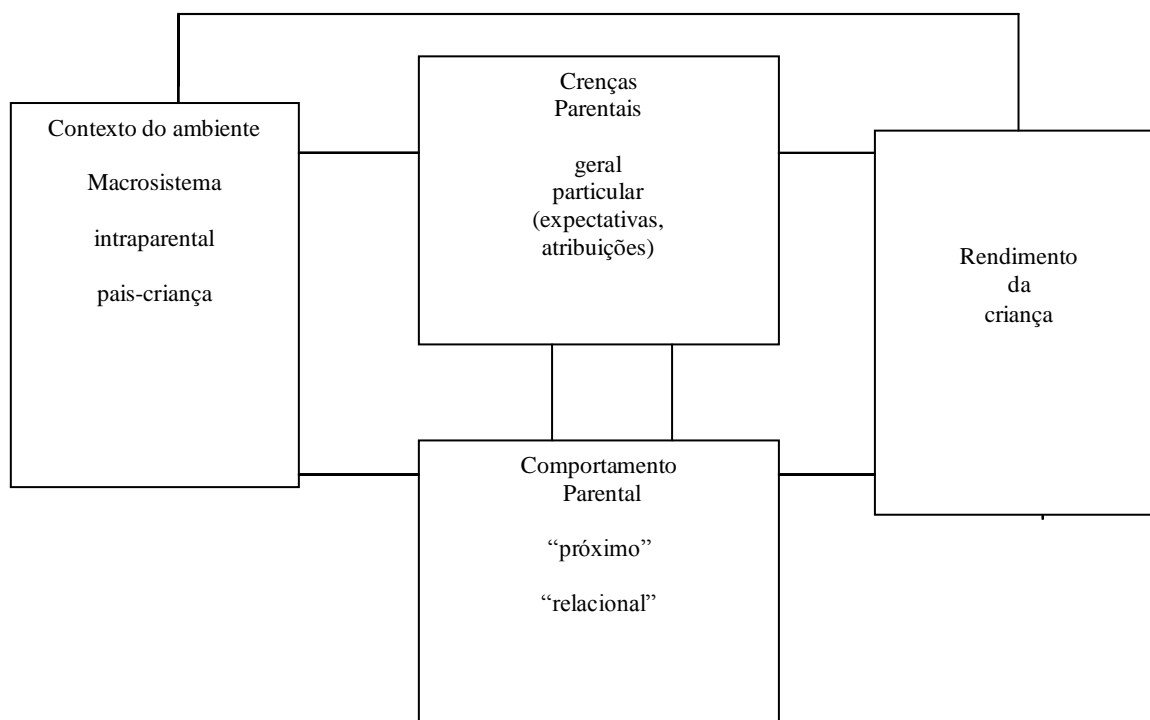 Contexto do ambiente
Macrosistema
intraparental
pais-criança
Crenças
Parentais
geral
particular
(expectativas,
atribuições)
Comportamento
Parental
“próximo”
“relacional”
Rendimento
da
criança